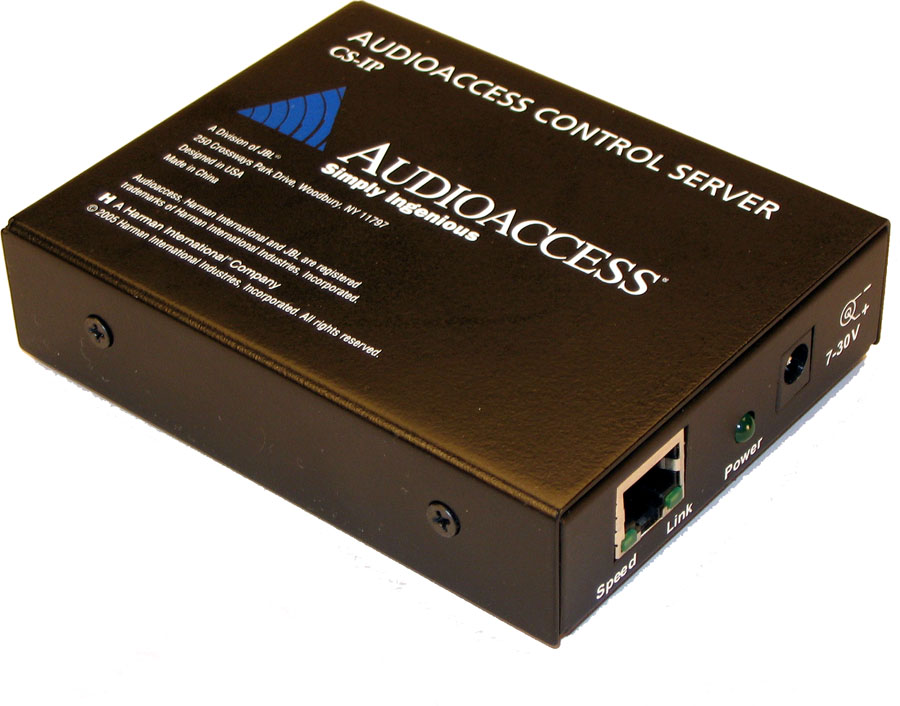 AUDIOACCESS CONTROL SERVER
CS-IP
AUDIOACCESS®
Simply Ingenious
A Division of JBL®
250 Crossways Park Drive, Woodbury, NY 11797
Designed in USA
Made in China
Audioaccess, Harman International and JBL are registered
trademarks of Harman International Industries, Incorporated.
H A Harman International® Company
© 2005 Harman International Industries, Incorporated. All rights reserved.
- +
7-30V
Power
Link
Speed